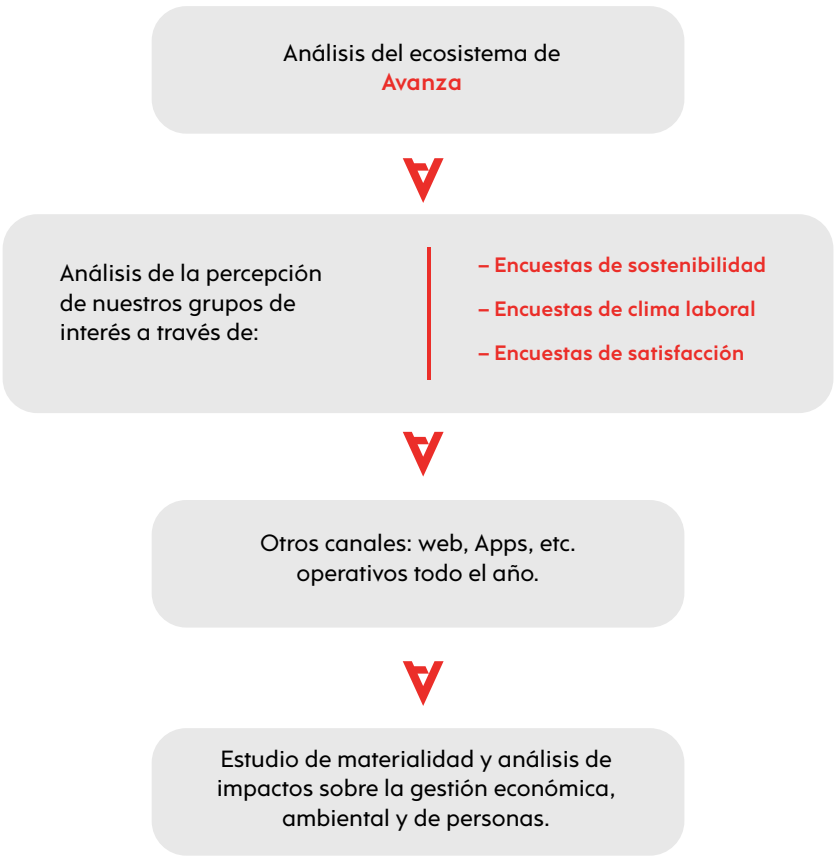 Análisis del ecosistema de
Avanza
Análisis de la percepción
de nuestros grupos de
interés a través de:
– Encuestas de sostenibilidad
– Encuestas de clima laboral
– Encuestas de satisfacción
Otros canales: web, Apps, etc.
operativos todo el año.
Estudio de materialidad y análisis de
impactos sobre la gestión económica,
ambiental y de personas.